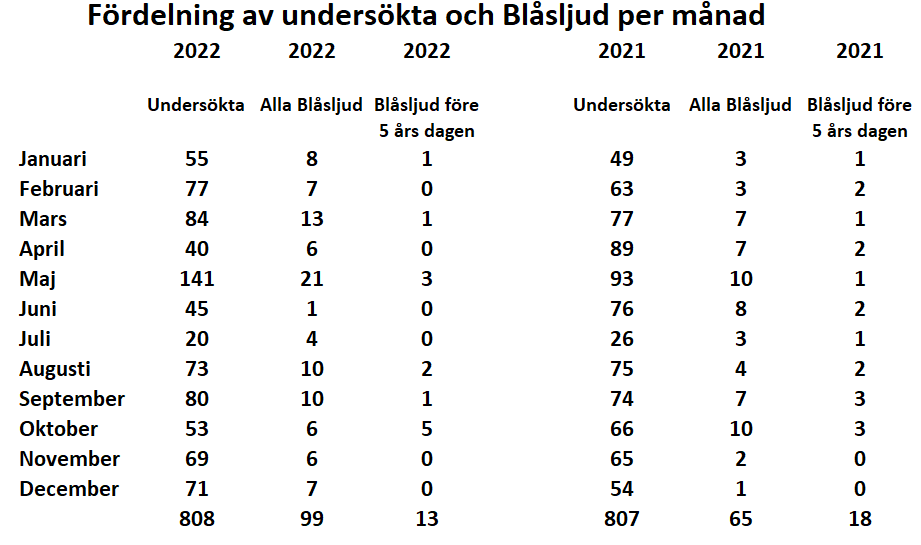 Fördelning av undersökta och Blåsljud per månad
2022 2022 2022 2021 2021 2021
Undersökta Alla Blåsljud Blåsljud före Undersökta Alla Blåsljud Blåsljud före
5 års dagen 5 års dagen
Januari 55 8 1 49 3 1
Februari 77 7 0 63 3 2
Mars 84 13 1 77 7 1
April 40 6 0 89 7 2
Maj 141 21 3 93 10 1
Juni 45 1 0 76 8 2
Juli 20 4 0 26 3 1
Augusti 73 10 2 75 4 2
September 80 10 1 74 7 3
Oktober 53 6 5 66 10 3
November 69 6 0 65 2 0
December 71 7 0 54 1 0
808 99 13 807 65 18